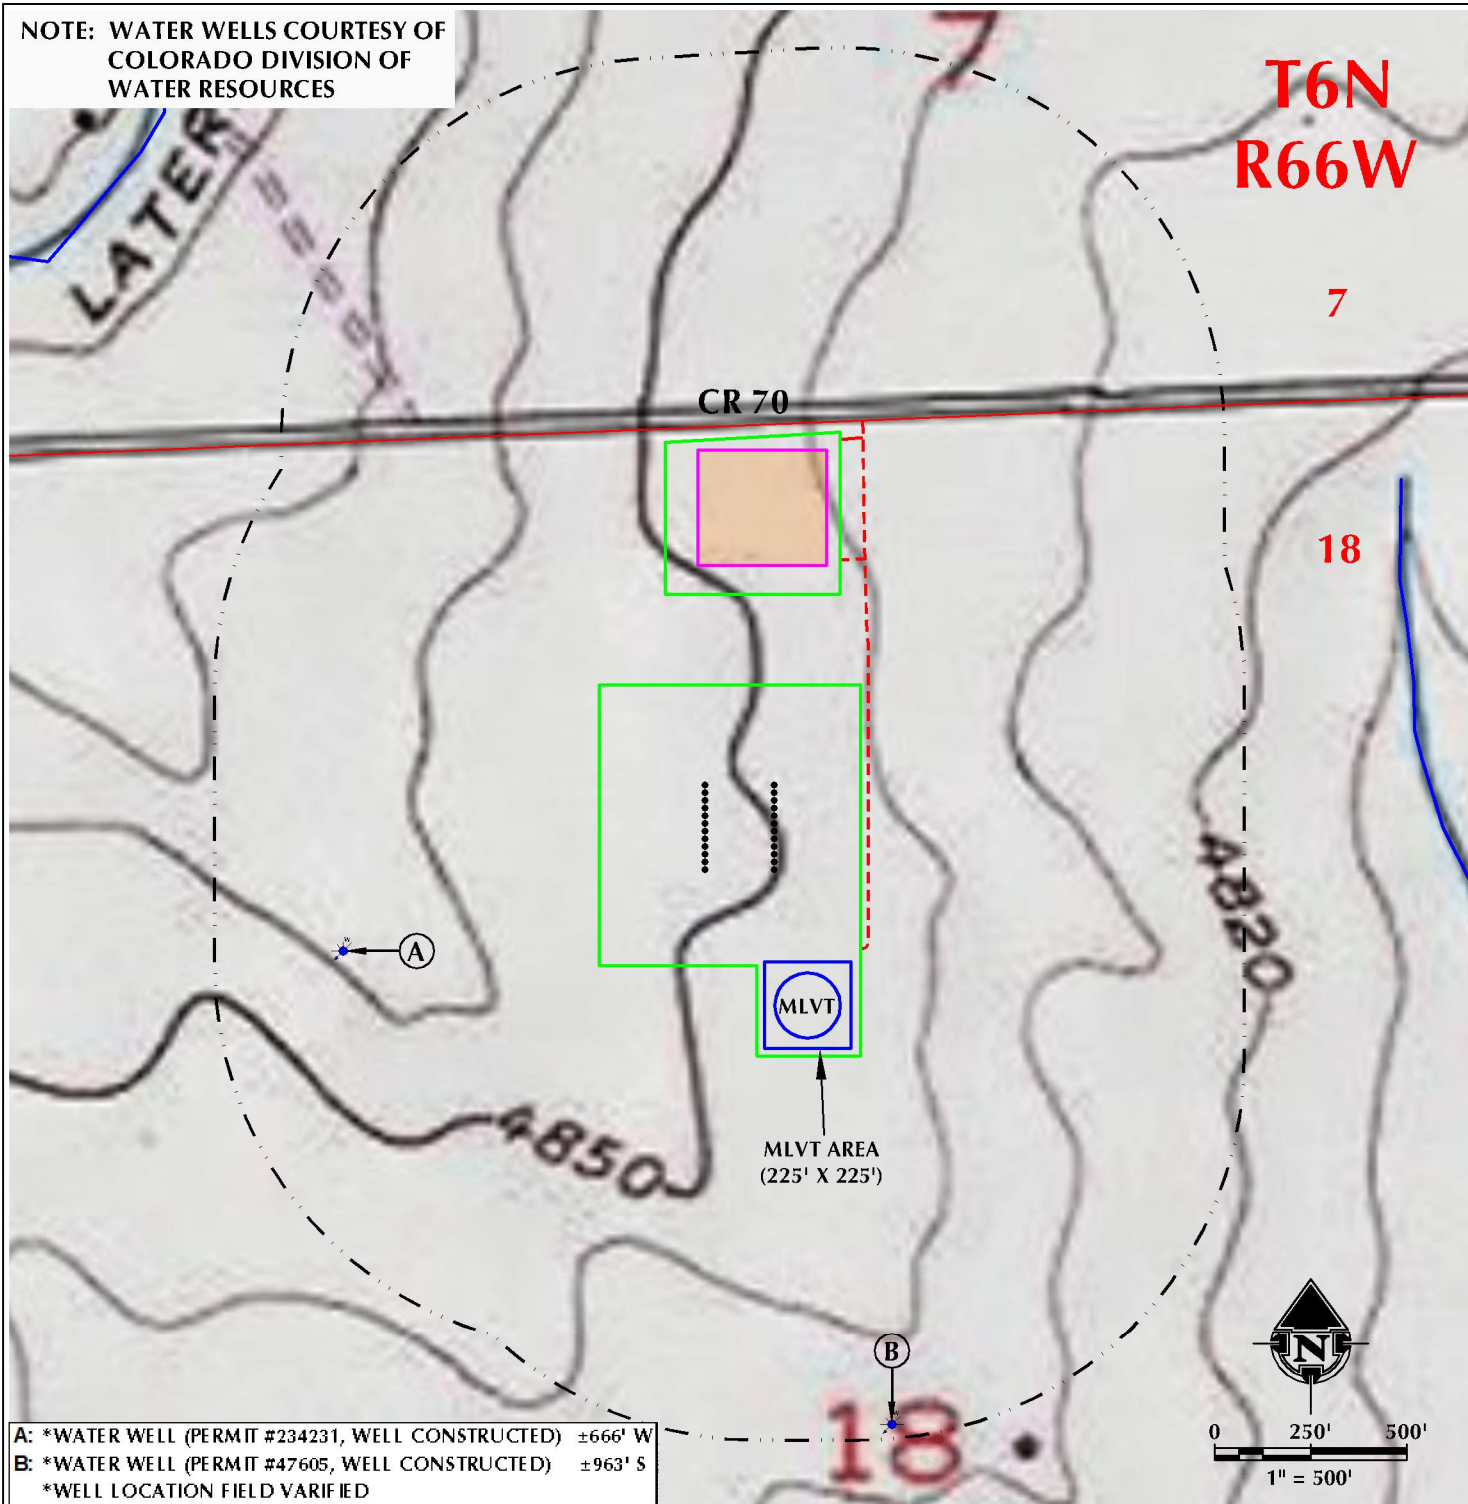 NOTE: WATER WELLS COURTESY OF
COLORADO DIVISION OF
WATER RESOURCES
7
T6N
R66W
LATER
7
CR 70
18
4820
A
MLVT
MLVT AREA
(225' X 225')
4850
B
18
N
0 250' 500'
1" = 500'
A: *WATER WELL (PERMIT #234231, WELL CONSTRUCTED) ±666' W
B: *WATER WELL (PERMIT #47605, WELL CONSTRUCTED) ±963' S
*WELL LOCATION FIELD VARIFIED